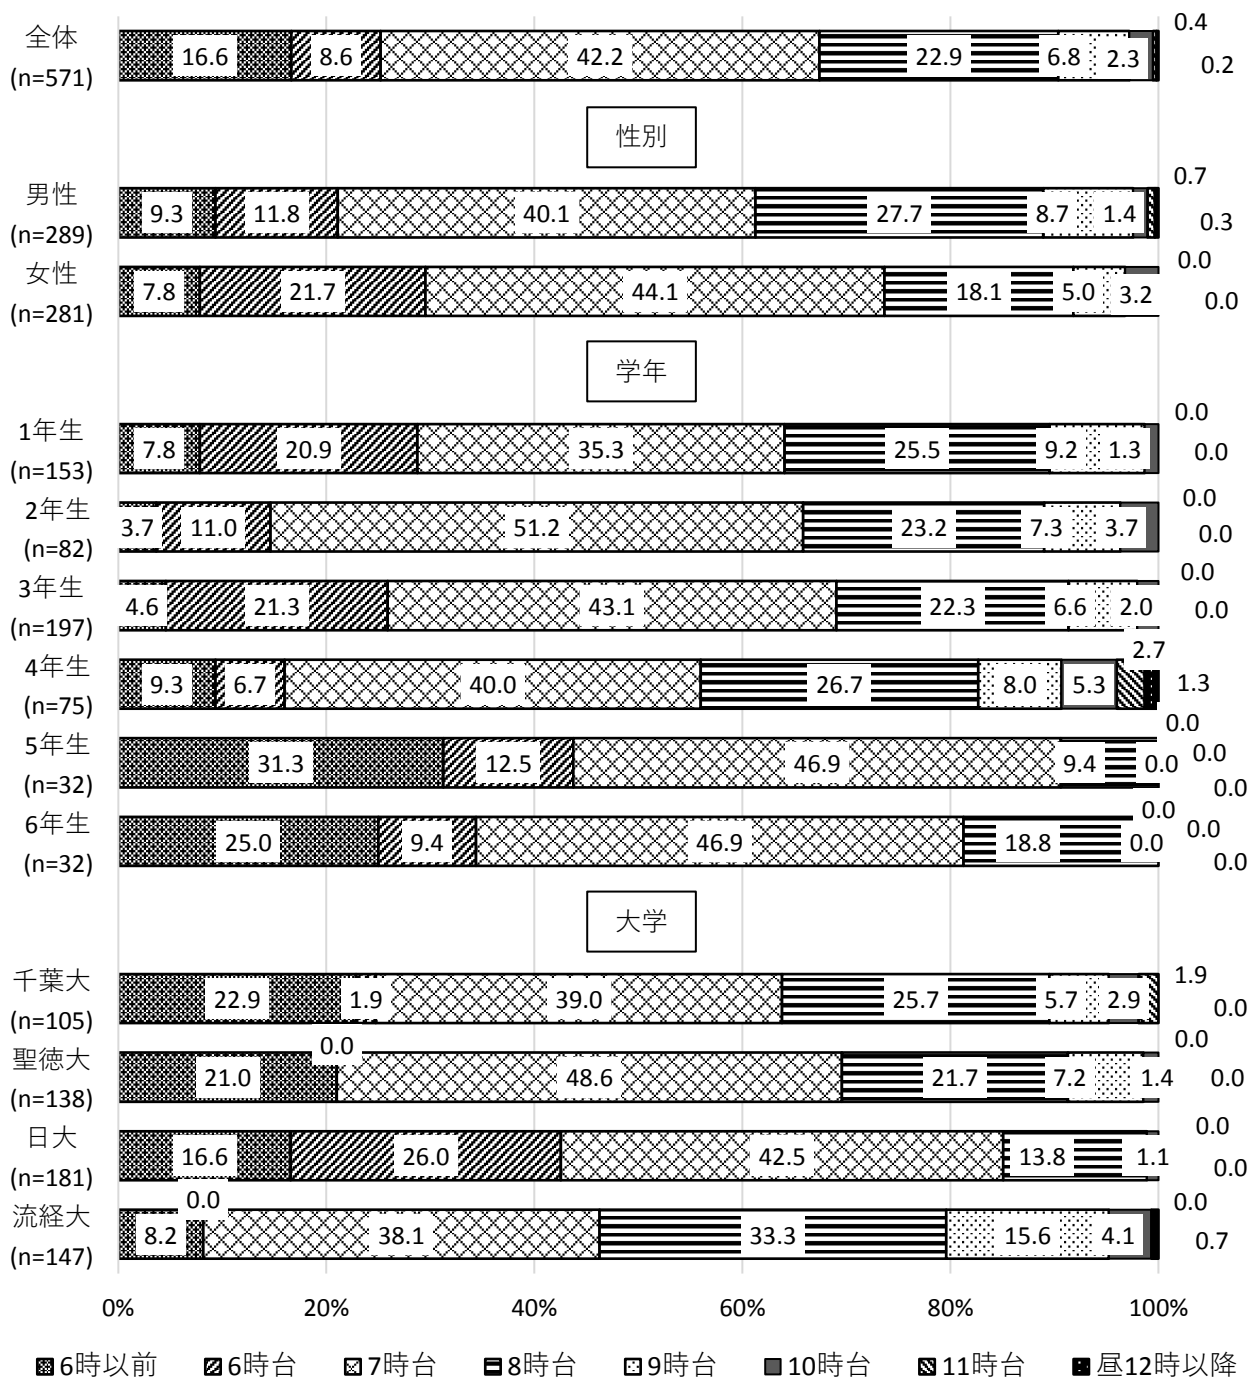 全体
(n=571)
16.6 8.6 42.2 22.9 6.8 2.3 0.4 0.2
性別
男性
(n=289)
9.3 11.8 40.1 27.7 8.7 1.4 0.7 0.3
女性
(n=281)
7.8 21.7 44.1 18.1 5.0 3.2 0.0 0.0
学年
1年生
(n=153)
7.8 20.9 35.3 25.5 9.2 1.3 0.0 0.0
2年生
(n=82)
3.7 11.0 51.2 23.2 7.3 3.7 0.0 0.0
3年生
(n=197)
4.6 21.3 43.1 22.3 6.6 2.0 0.0 0.0
4年生
(n=75)
9.3 6.7 40.0 26.7 8.0 5.3 2.7 1.3
5年生
(n=32)
31.3 12.5 46.9 9.4 0.0 0.0 0.0 0.0
6年生
(n=32)
25.0 9.4 46.9 18.8 0.0 0.0 0.0 0.0
大学
千葉大
(n=105)
22.9 1.9 39.0 25.7 5.7 2.9 1.9 0.0
聖徳大
(n=138)
21.0 0.0 48.6 21.7 7.2 1.4 0.0 0.0
日大
(n=181)
16.6 26.0 42.5 13.8 1.1 0.0 0.0
流経大
(n=147)
8.2 0.0 38.1 33.3 15.6 4.1 0.0 0.7
0% 20% 40% 60% 80% 100%
6時以前 6時台 7時台 8時台 9時台 10時台 11時台 昼12時以降